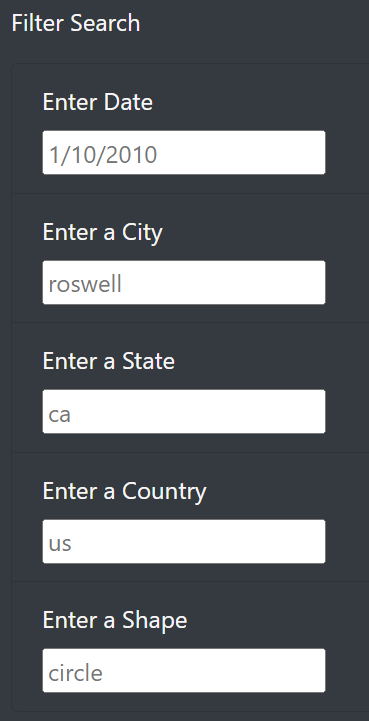 Filter Search
Enter Date
1/10/2010
Enter a City
roswell
Enter a State
ca
Enter a Country
us
Enter a Shape
circle